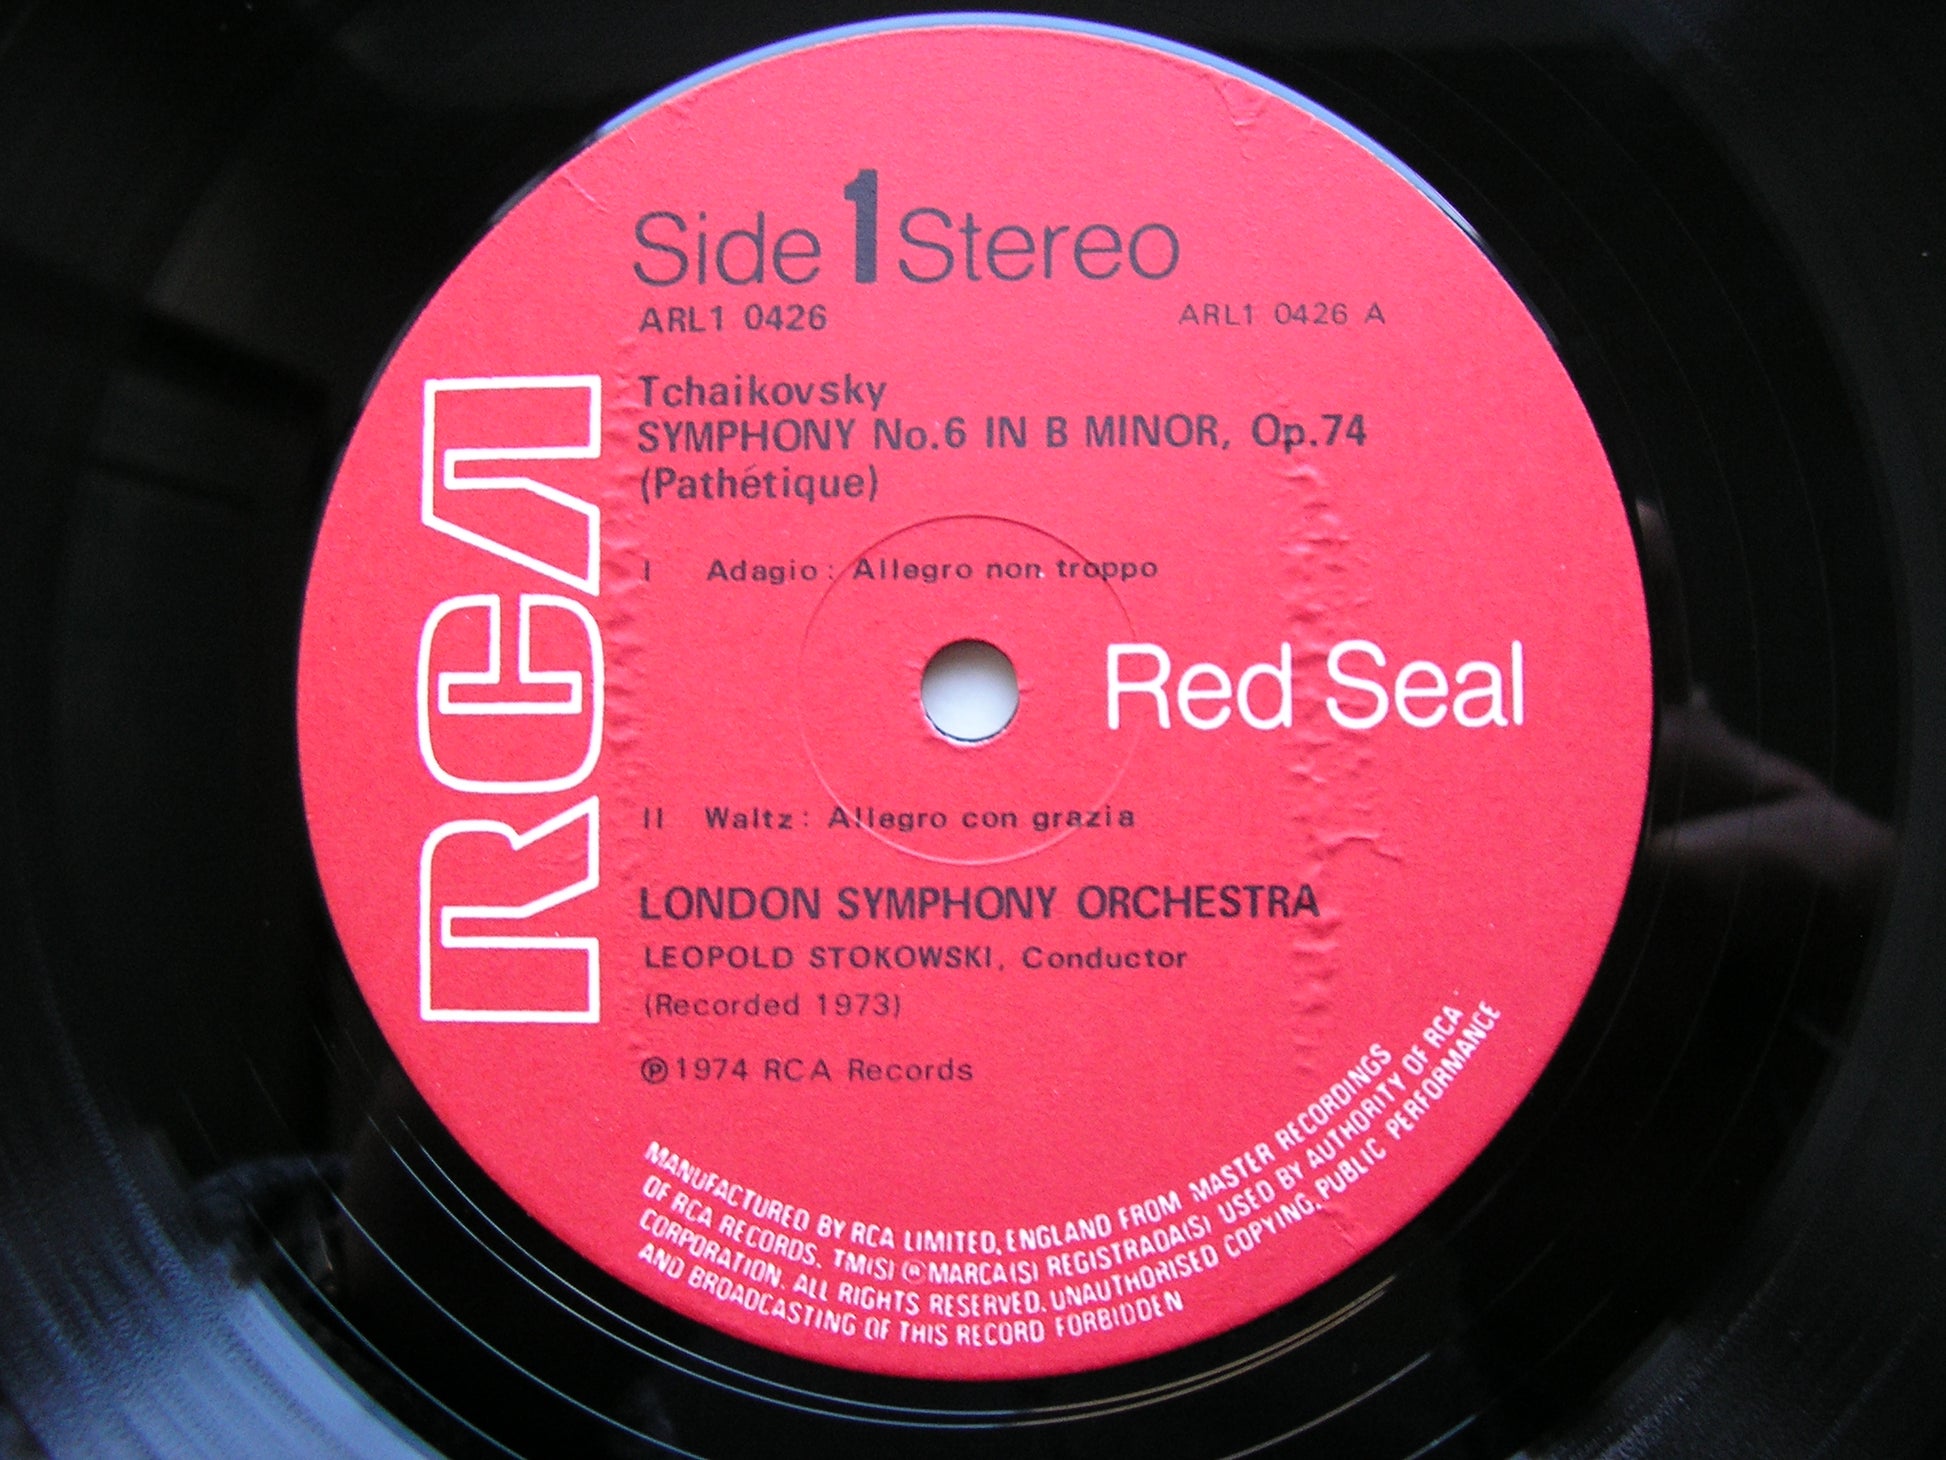 Side 1 Stereo
ARL1 0426 ARL1 0426 A
Tchaikovsky
SYMPHONY No.6 IN B MINOR, Op.74
(Pathétique)
I Adagio: Allegro non troppo
RCA
Red Seal
II Waltz: Allegro con grazia
LONDON SYMPHONY ORCHESTRA
LEOPOLD STOKOWSKI, Conductor
(Recorded 1973)
℗1974 RCA Records
MANUFACTURED BY RCA LIMITED, ENGLAND FROM MASTER RECORDINGS
OF RCA RECORDS. TM(S) ® MARCA(S) REGISTRADA(S) USED BY AUTHORITY OF RCA
CORPORATION. ALL RIGHTS RESERVED. UNAUTHORISED COPYING, PUBLIC PERFORMANCE
AND BROADCASTING OF THIS RECORD FORBIDDEN